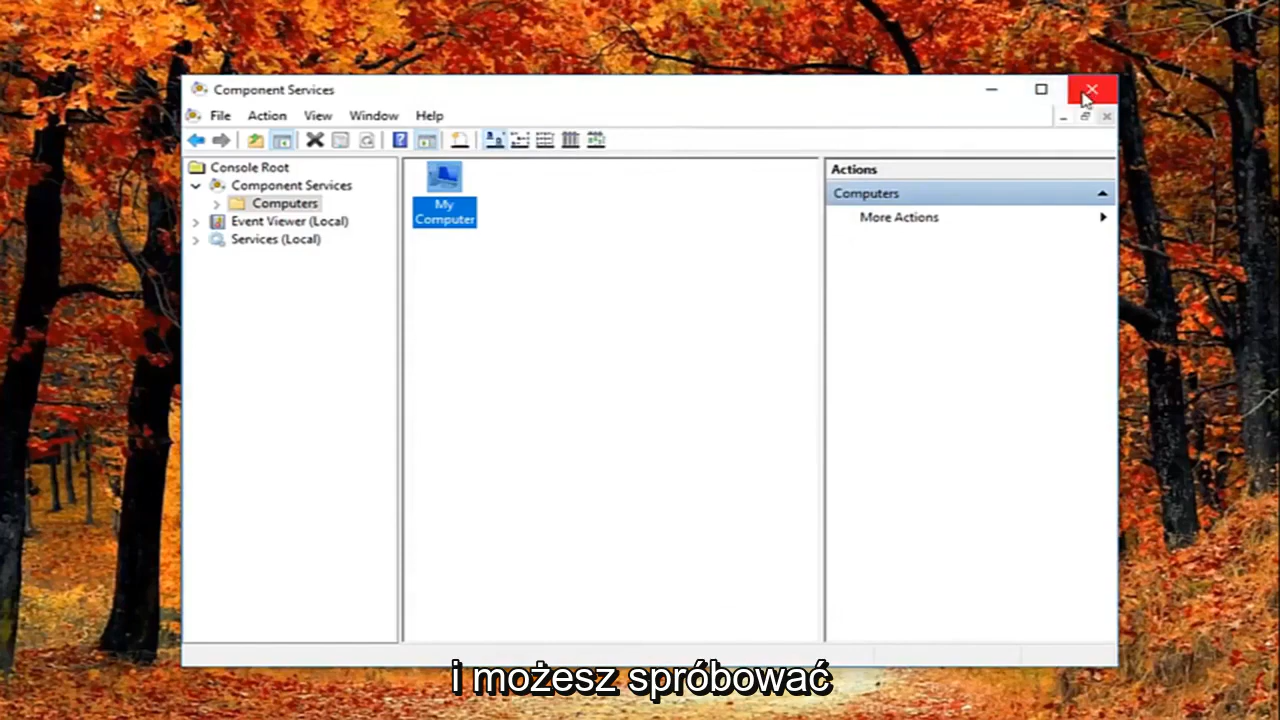 Component Services
File Action View Window Help
Console Root
Component Services
Computers
Event Viewer (Local)
Services (Local)
My
Computer
Actions
Computers
More Actions
i możesz spróbować